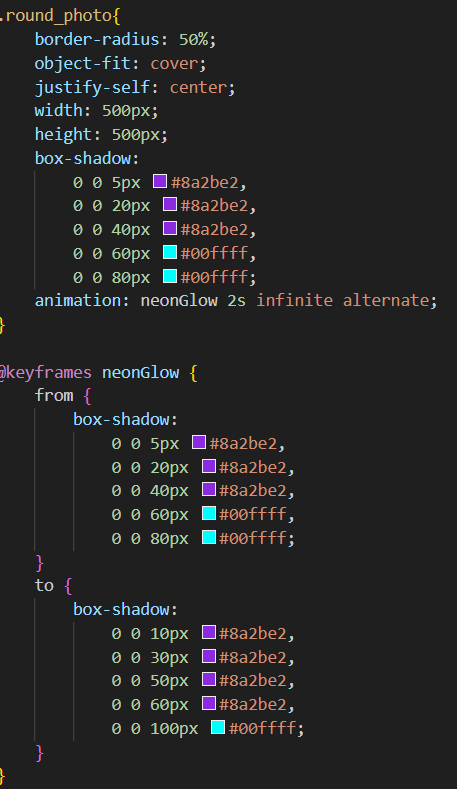 .round_photo{
    border-radius: 50%;
    object-fit: cover;
    justify-self: center;
    width: 500px;
    height: 500px;
    box-shadow:
        0 0 5px #8a2be2,
        0 0 20px #8a2be2,
        0 0 40px #8a2be2,
        0 0 60px #00ffff,
        0 0 80px #00ffff;
    animation: neonGlow 2s infinite alternate;
}
@keyframes neonGlow {
    from {
        box-shadow:
            0 0 5px #8a2be2,
            0 0 20px #8a2be2,
            0 0 40px #8a2be2,
            0 0 60px #00ffff,
            0 0 80px #00ffff;
    }
    to {
        box-shadow:
            0 0 10px #8a2be2,
            0 0 30px #8a2be2,
            0 0 50px #8a2be2,
            0 0 60px #8a2be2,
            0 0 100px #00ffff;
    }
}